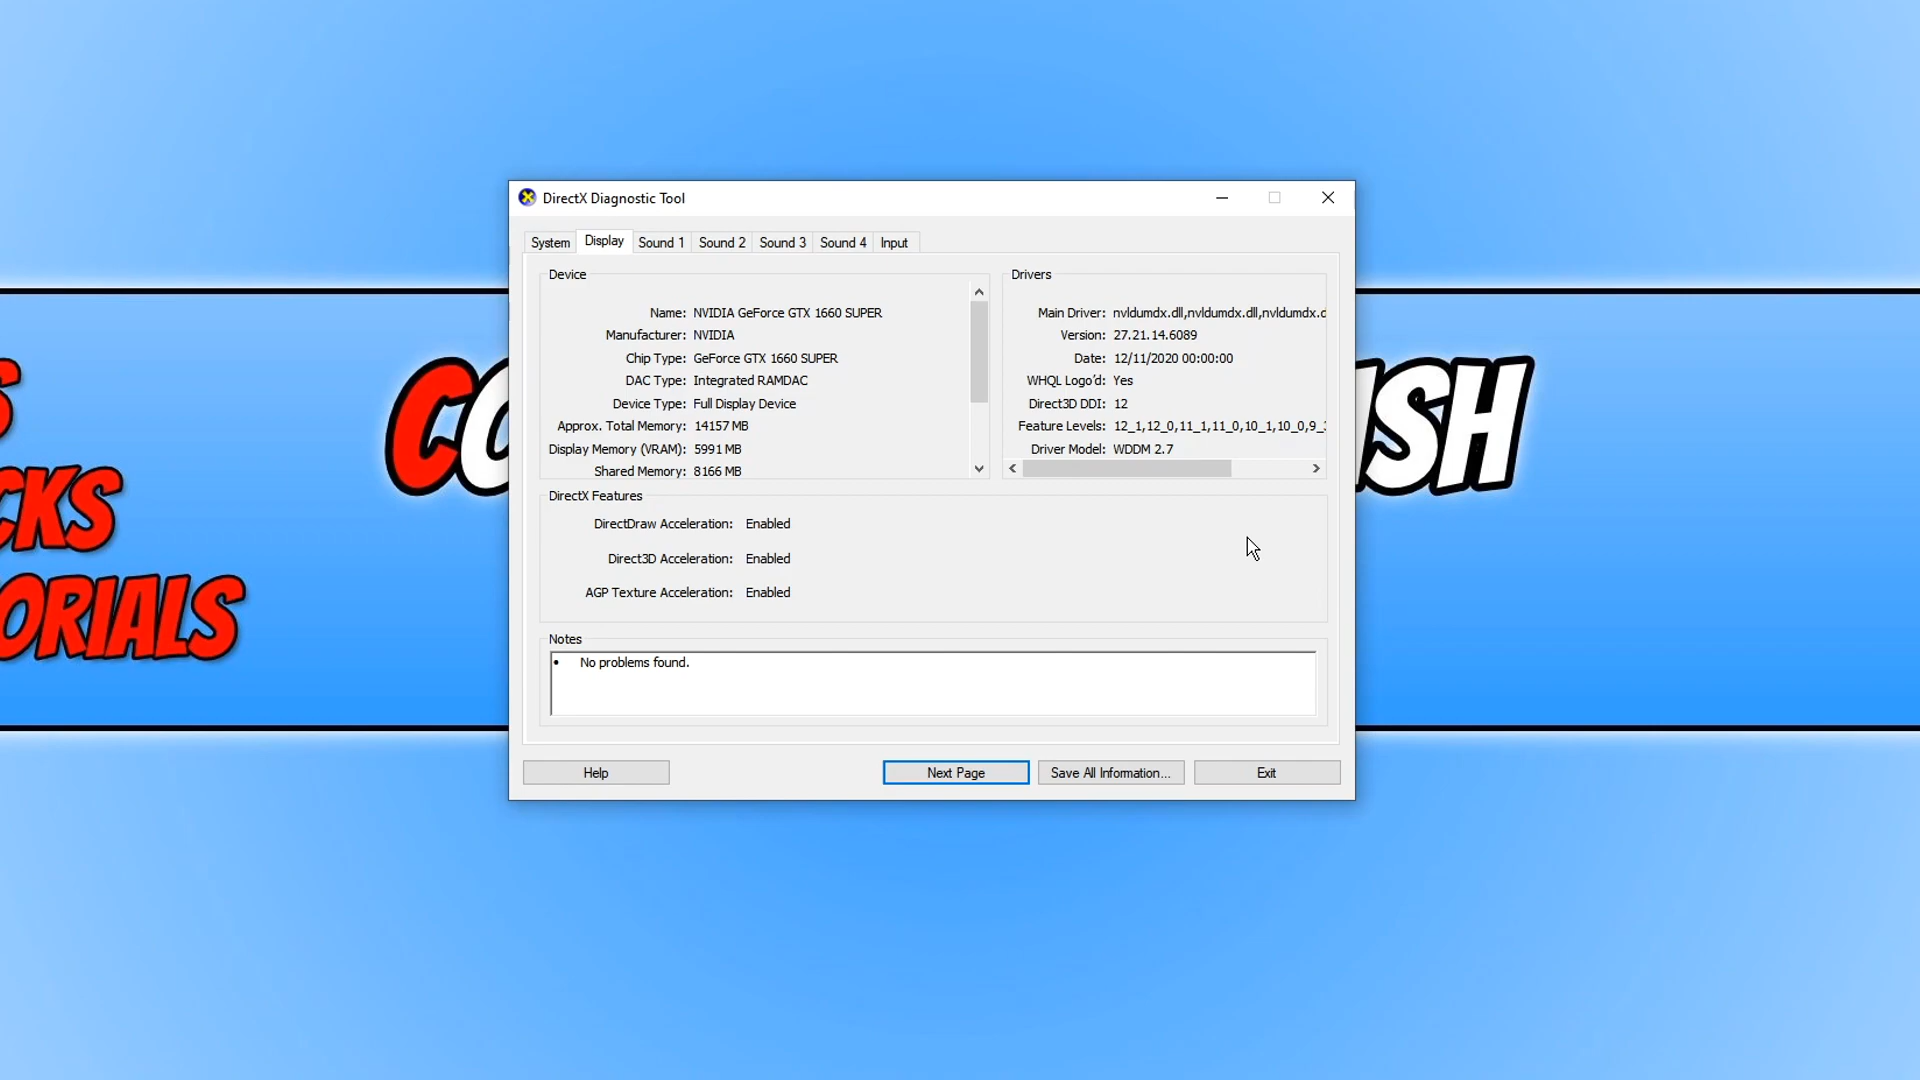 DirectX Diagnostic Tool
System Display Sound 1 Sound 2 Sound 3 Sound 4 Input
Device
Name: NVIDIA GeForce GTX 1660 SUPER
Manufacturer: NVIDIA
Chip Type: GeForce GTX 1660 SUPER
DAC Type: Integrated RAMDAC
Device Type: Full Display Device
Approx. Total Memory: 14157 MB
Display Memory (VRAM): 5991 MB
Shared Memory: 8166 MB
Drivers
Main Driver: nvldumdx.dll,nvldumdx.dll,nvldumdx.d
Version: 27.21.14.6089
Date: 12/11/2020 00:00:00
WHQL Logo'd: Yes
Direct3D DDI: 12
Feature Levels: 12_1,12_0,11_1,11_0,10_1,10_0,9_
Driver Model: WDDM 2.7
DirectX Features
DirectDraw Acceleration: Enabled
Direct3D Acceleration: Enabled
AGP Texture Acceleration: Enabled
Notes
• No problems found.
Help Next Page Save All Information... Exit
CKS
ORIALS
CO
SH